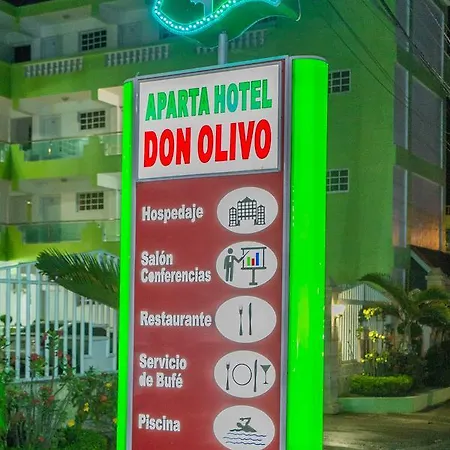 APARTA HOTEL
DON OLIVO
Hospedaje
Salón
Conferencias
Restaurante
Servicio
de Bufé
Piscina